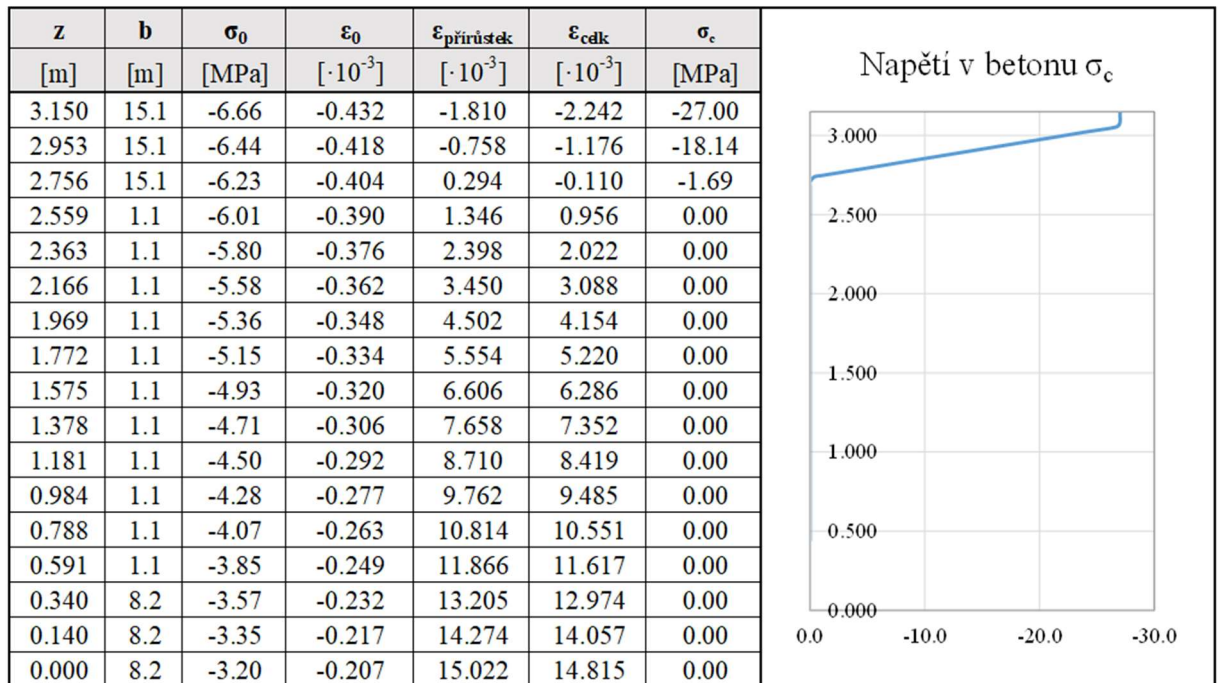 z b σ₀ ε₀ ε_přírůstek ε_celk σ_c
[m] [m] [MPa] [·10⁻³] [·10⁻³] [·10⁻³] [MPa]
3.150 15.1 -6.66 -0.432 -1.810 -2.242 -27.00
2.953 15.1 -6.44 -0.418 -0.758 -1.176 -18.14
2.756 15.1 -6.23 -0.404 0.294 -0.110 -1.69
2.559 1.1 -6.01 -0.390 1.346 0.956 0.00
2.363 1.1 -5.80 -0.376 2.398 2.022 0.00
2.166 1.1 -5.58 -0.362 3.450 3.088 0.00
1.969 1.1 -5.36 -0.348 4.502 4.154 0.00
1.772 1.1 -5.15 -0.334 5.554 5.220 0.00
1.575 1.1 -4.93 -0.320 6.606 6.286 0.00
1.378 1.1 -4.71 -0.306 7.658 7.352 0.00
1.181 1.1 -4.50 -0.292 8.710 8.419 0.00
0.984 1.1 -4.28 -0.277 9.762 9.485 0.00
0.788 1.1 -4.07 -0.263 10.814 10.551 0.00
0.591 1.1 -3.85 -0.249 11.866 11.617 0.00
0.340 8.2 -3.57 -0.232 13.205 12.974 0.00
0.140 8.2 -3.35 -0.217 14.274 14.057 0.00
0.000 8.2 -3.20 -0.207 15.022 14.815 0.00
Napětí v betonu σ_c
3.000
2.500
2.000
1.500
1.000
0.500
0.000
0.0 -10.0 -20.0 -30.0